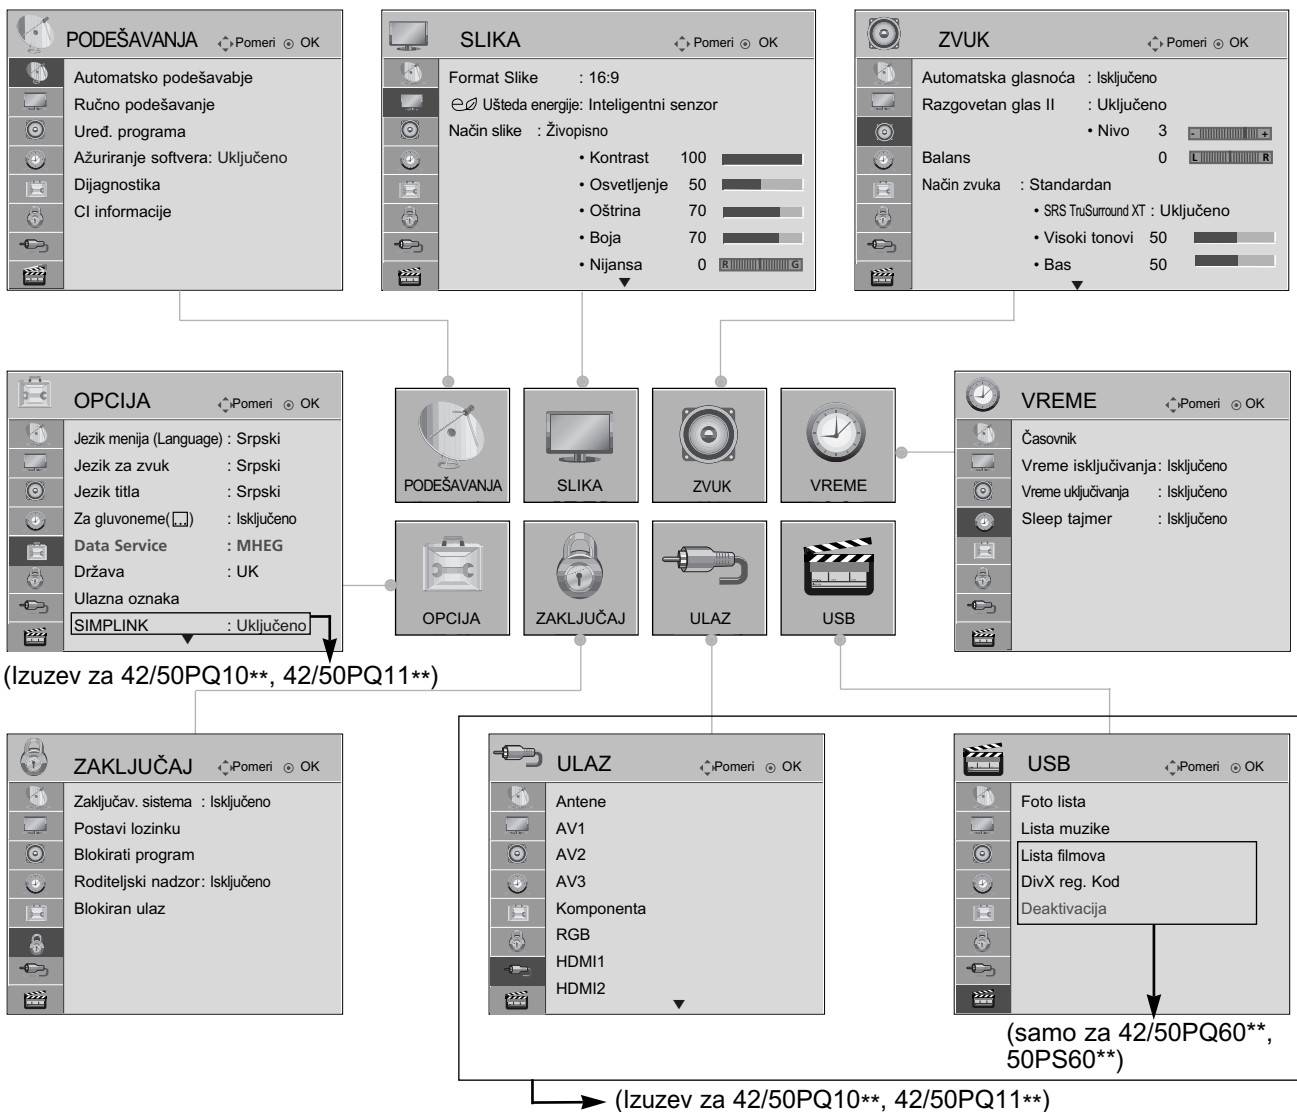 PODEŠAVANJA Pomeri OK
Automatsko podešavabje
Ručno podešavanje
Uređ. programa
Ažuriranje softvera: Uključeno
Dijagnostika
CI informacije
SLIKA Pomeri OK
Format Slike : 16:9
Ušteda energije: Inteligentni senzor
Način slike : Živopisno
• Kontrast 100
• Osvetljenje 50
• Oštrina 70
• Boja 70
• Nijansa 0 R G
ZVUK Pomeri OK
Automatska glasnoća : Isključeno
Razgovetan glas II : Uključeno
• Nivo 3 - +
Balans 0 L R
Način zvuka : Standardan
• SRS TruSurround XT : Uključeno
• Visoki tonovi 50
• Bas 50
OPCIJA Pomeri OK
Jezik menija (Language) : Srpski
Jezik za zvuk : Srpski
Jezik titla : Srpski
Za gluvoneme( ) : Isključeno
Data Service : MHEG
Država : UK
Ulazna oznaka
SIMPLINK : Uključeno
(Izuzev za 42/50PQ10**, 42/50PQ11**)
PODEŠAVANJA
SLIKA
ZVUK
VREME
OPCIJA
ZAKLJUČAJ
ULAZ
USB
VREME Pomeri OK
Časovnik
Vreme isključivanja: Isključeno
Vreme uključivanja : Isključeno
Sleep tajmer : Isključeno
ZAKLJUČAJ Pomeri OK
Zaključav. sistema : Isključeno
Postavi lozinku
Blokirati program
Roditeljski nadzor: Isključeno
Blokiran ulaz
ULAZ Pomeri OK
Antene
AV1
AV2
AV3
Komponenta
RGB
HDMI1
HDMI2
USB Pomeri OK
Foto lista
Lista muzike
Lista filmova
DivX reg. Kod
Deaktivacija
(samo za 42/50PQ60**,
50PS60**)
(Izuzev za 42/50PQ10**, 42/50PQ11**)